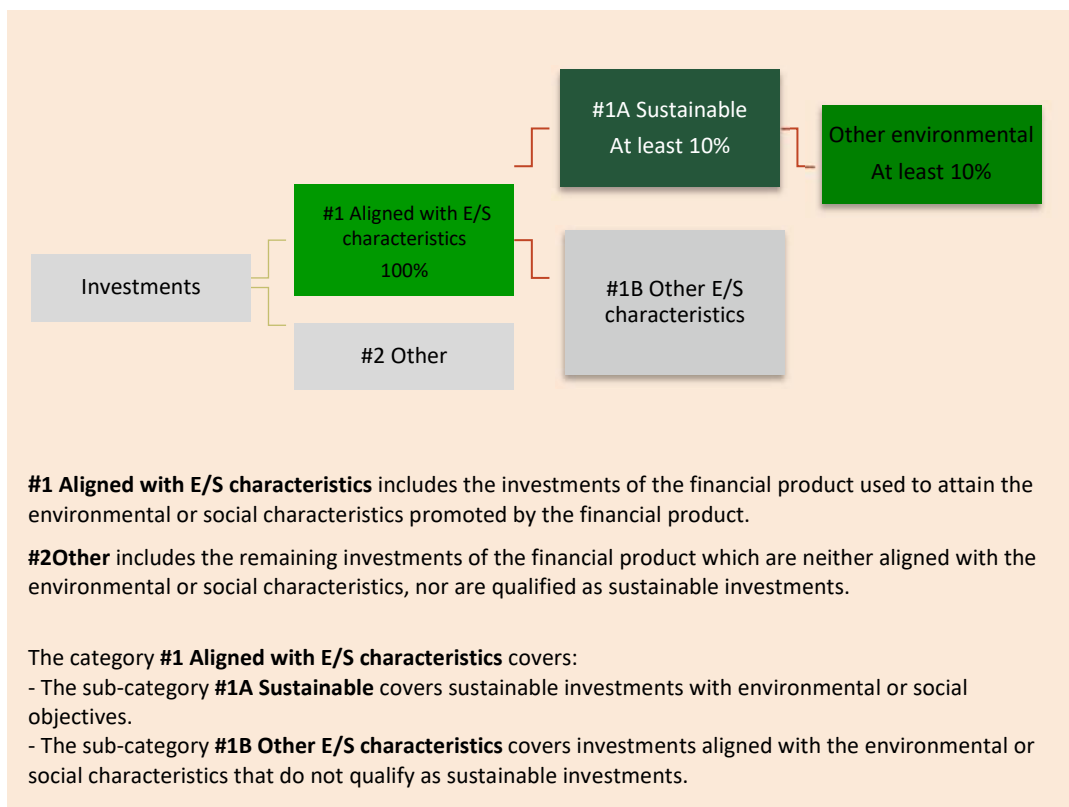 #1A Sustainable
At least 10%
Other environmental
At least 10%
#1 Aligned with E/S
characteristics
100%
Investments
#1B Other E/S
characteristics
#2 Other
#1 Aligned with E/S characteristics includes the investments of the financial product used to attain the
environmental or social characteristics promoted by the financial product.
#2Other includes the remaining investments of the financial product which are neither aligned with the
environmental or social characteristics, nor are qualified as sustainable investments.
The category #1 Aligned with E/S characteristics covers:
- The sub-category #1A Sustainable covers sustainable investments with environmental or social
objectives.
- The sub-category #1B Other E/S characteristics covers investments aligned with the environmental or
social characteristics that do not qualify as sustainable investments.